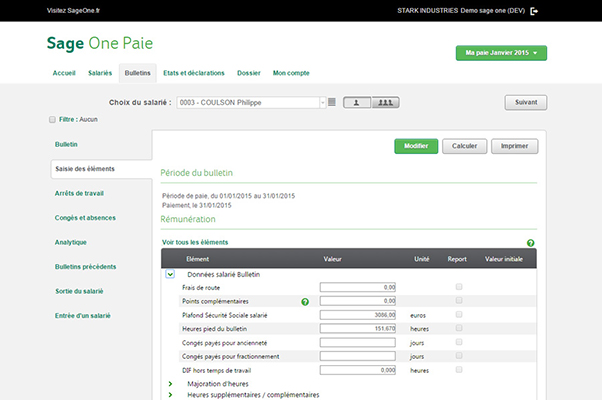 Visitez SageOne.fr
STARK INDUSTRIES Demo sage one (DEV)
Sage One Paie
Ma paie Janvier 2015
Accueil Salariés Bulletins Etats et déclarations Dossier Mon compte
Choix du salarié : 0003 - COULSON Philippe
Suivant
Filtre : Aucun
Bulletin
Saisie des éléments
Arrêts de travail
Congés et absences
Analytique
Bulletins précédents
Sortie du salarié
Entrée d'un salarié
Modifier Calculer Imprimer
Période du bulletin
Période de paie, du 01/01/2015 au 31/01/2015
Paiement, le 31/01/2015
Rémunération
Voir tous les éléments
Elément Valeur Unité Report Valeur initiale
Données salarié Bulletin
Frais de route 0,00
Points complémentaires 0,00
Plafond Sécurité Sociale salarié 3086,00 euros
Heures pied du bulletin 151,670 heures
Congés payés pour ancienneté jours
Congés payés pour fractionnement jours
DIF hors temps de travail 0,000 heures
Majoration d'heures
Heures supplémentaires / complémentaires